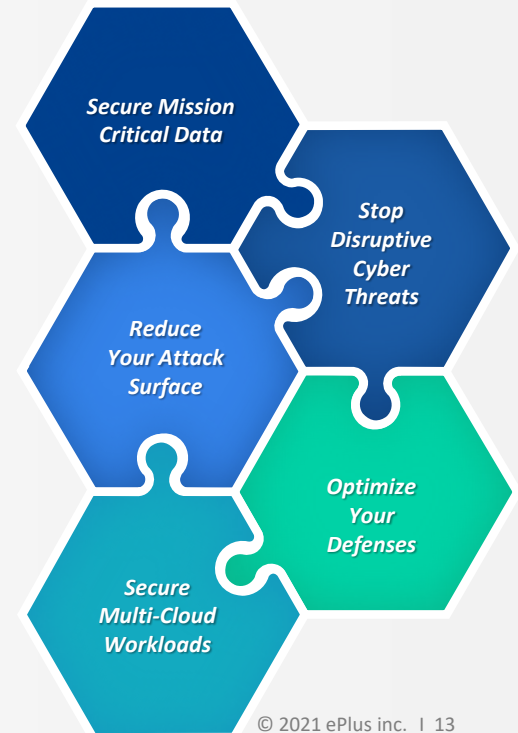 Secure Mission
Critical Data
Stop
Disruptive
Cyber
Threats
Reduce
Your Attack
Surface
Optimize
Your
Defenses
Secure
Multi-Cloud
Workloads
© 2021 ePlus inc. I 13